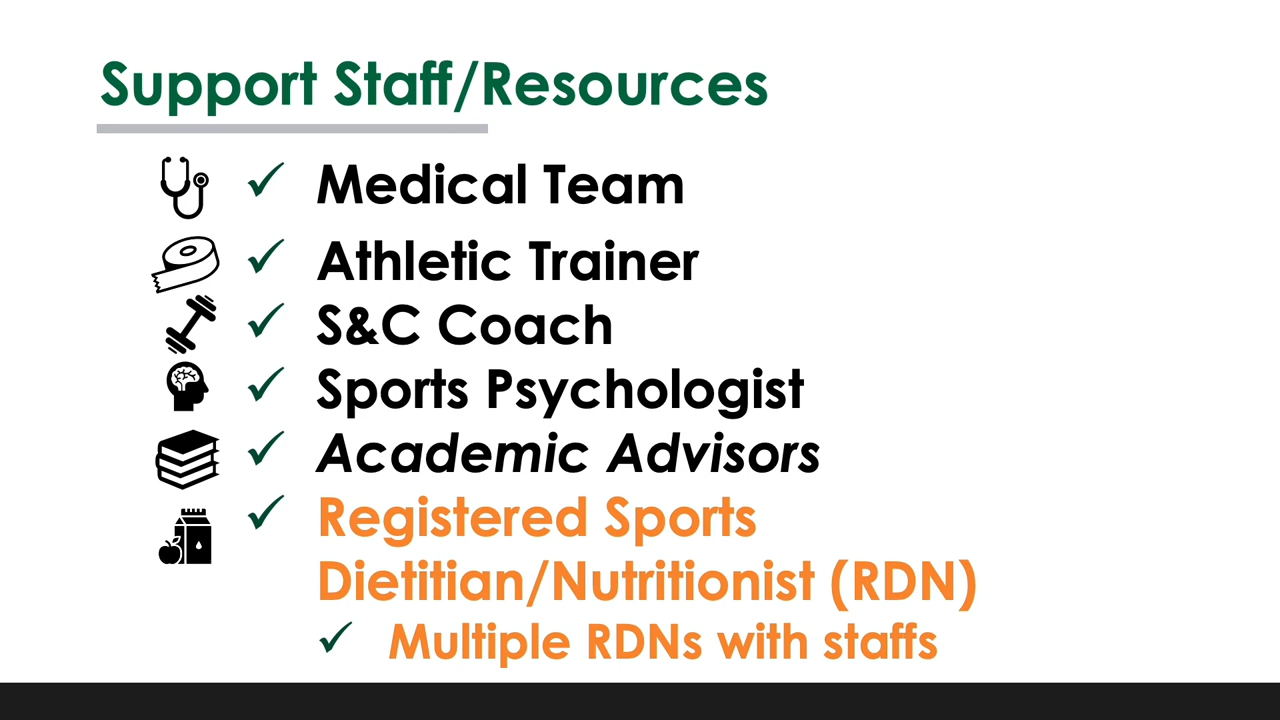 Support Staff/Resources
✓ Medical Team
✓ Athletic Trainer
✓ S&C Coach
✓ Sports Psychologist
✓ Academic Advisors
✓ Registered Sports
Dietitian/Nutritionist (RDN)
✓ Multiple RDNs with staffs